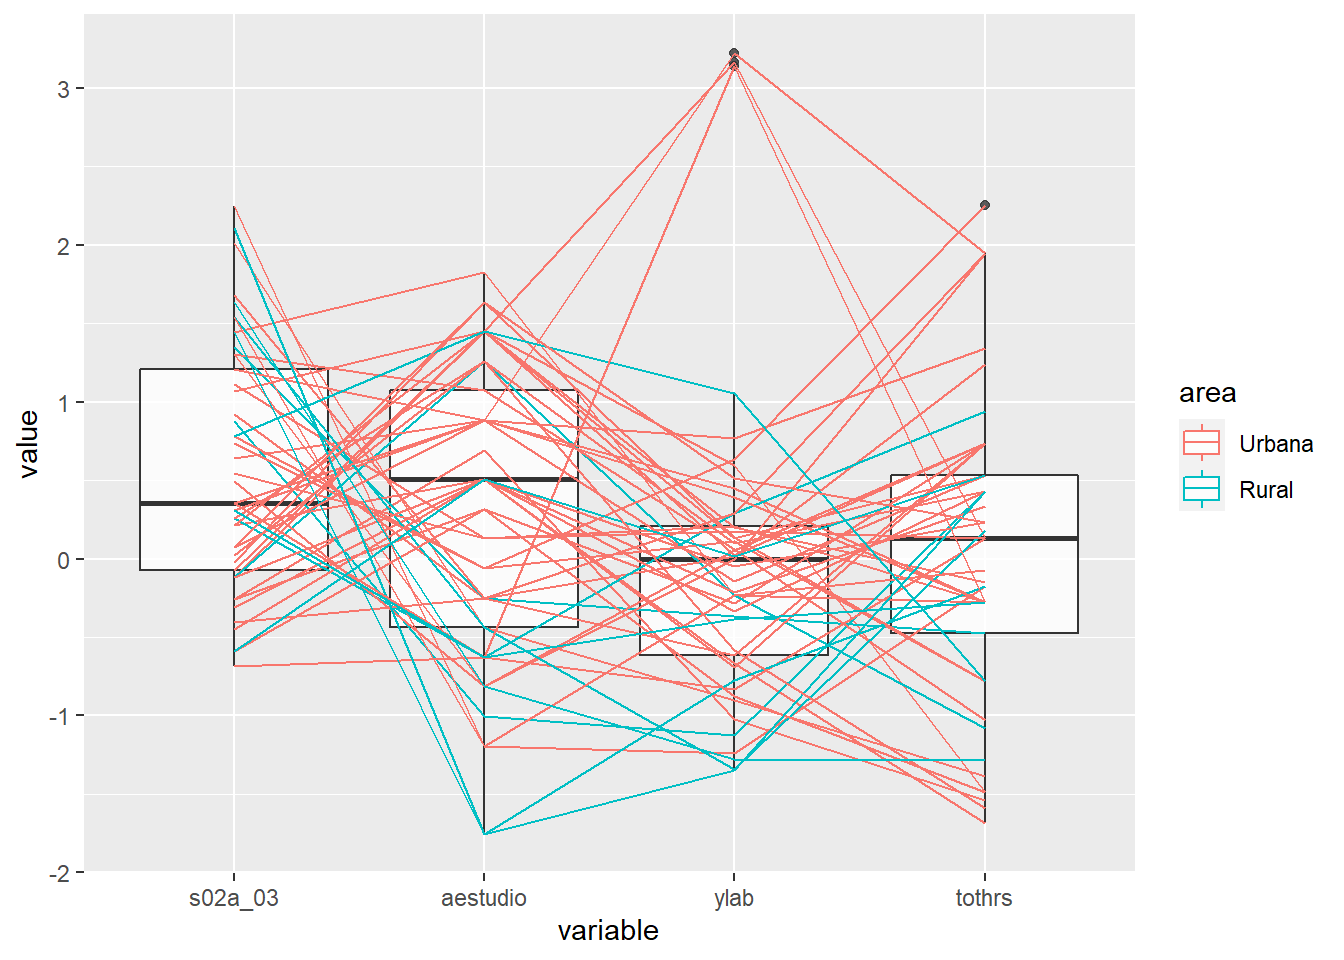 3
2
1
0
-1
-2
value
s02a_03 aestudio ylab tothrs
variable
area
Urbana
Rural